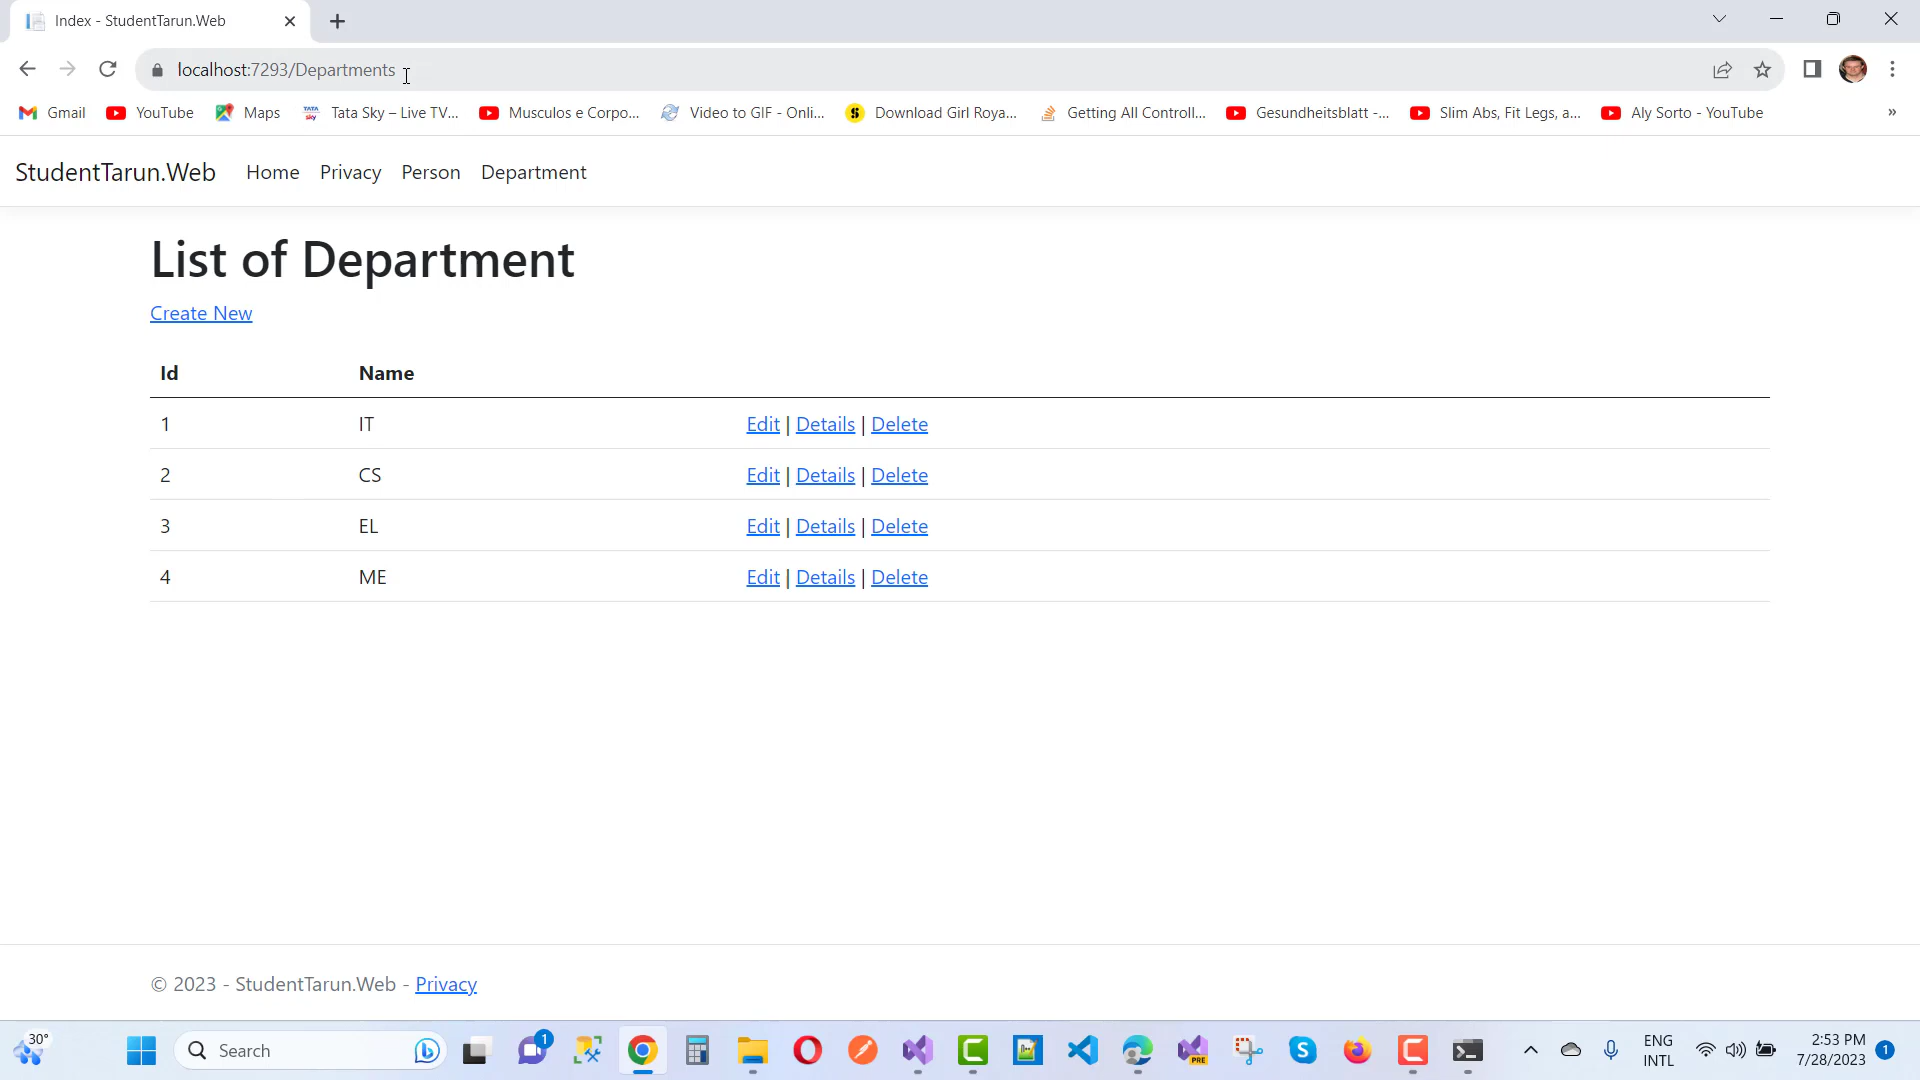 Index - StudentTarun.Web
localhost:7293/Departments
Gmail YouTube Maps Tata Sky – Live TV... Musculos e Corpo... Video to GIF - Onli... Download Girl Roya... Getting All Controll... Gesundheitsblatt -... Slim Abs, Fit Legs, a... Aly Sorto - YouTube »
StudentTarun.Web Home Privacy Person Department
List of Department
Create New
Id Name
1 IT Edit | Details | Delete
2 CS Edit | Details | Delete
3 EL Edit | Details | Delete
4 ME Edit | Details | Delete
© 2023 - StudentTarun.Web - Privacy
30° Search 1 PRE ENG 2:53 PM
INTL 7/28/2023 1